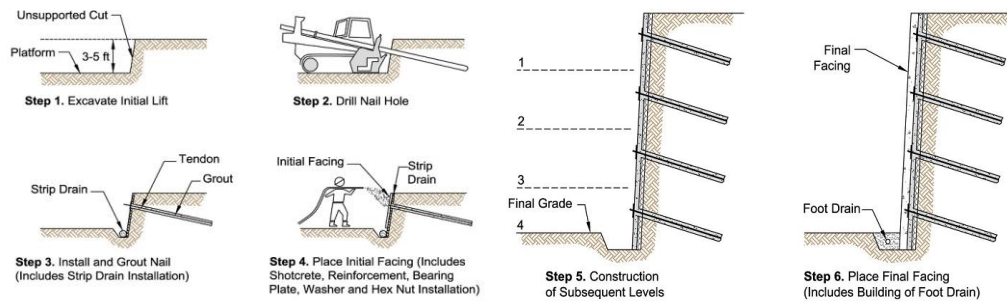 Unsupported Cut
Platform
3-5 ft
Step 1. Excavate Initial Lift
Step 2. Drill Nail Hole
Strip Drain
Tendon
Grout
Step 3. Install and Grout Nail
(Includes Strip Drain Installation)
Initial Facing
Strip
Drain
Step 4. Place Initial Facing (Includes
Shotcrete, Reinforcement, Bearing
Plate, Washer and Hex Nut Installation)
1
2
3
Final Grade
4
Step 5. Construction
of Subsequent Levels
Final
Facing
Foot Drain
Step 6. Place Final Facing
(Includes Building of Foot Drain)